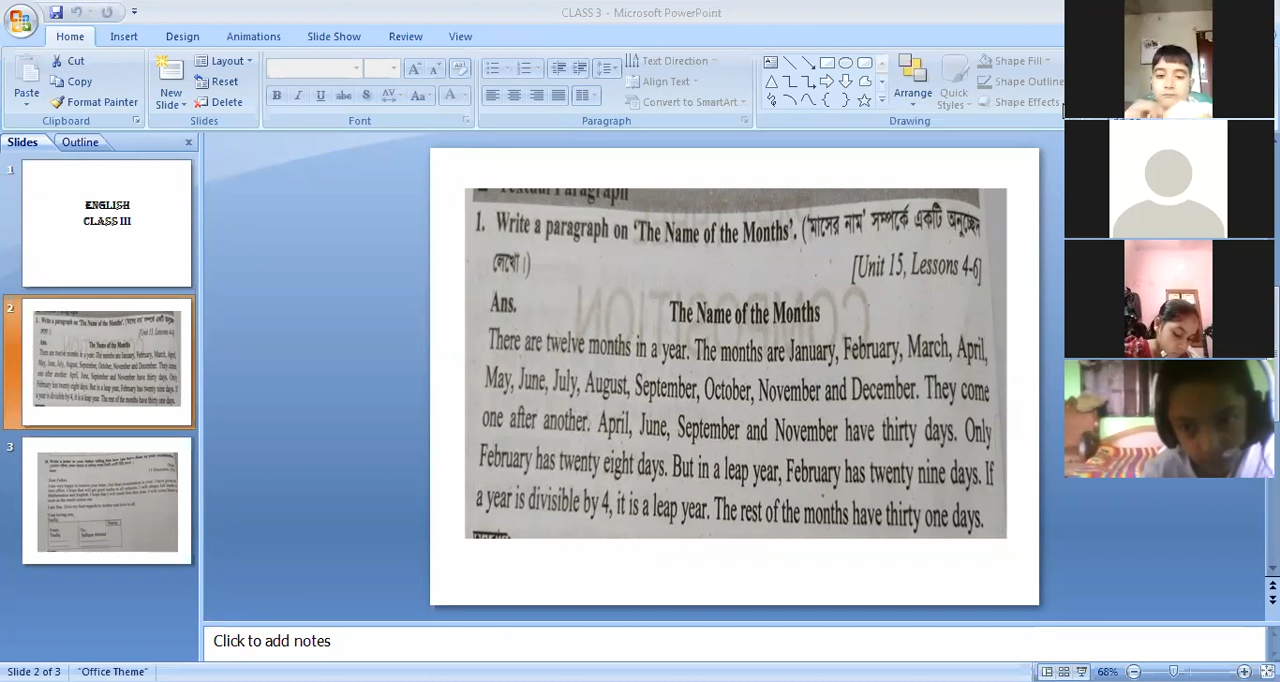 CLASS 3 - Microsoft PowerPoint
Home Insert Design Animations Slide Show Review View
Paste
Cut
Copy
Format Painter
Clipboard
New Slide
Layout
Reset
Delete
Slides
B I U abc S AV Aa A
Font
Text Direction
Align Text
Convert to SmartArt
Paragraph
Arrange
Quick Styles
Shape Fill
Shape Outline
Shape Effects
Drawing
Slides Outline
1
ENGLISH
CLASS III
2
3
Textual Paragraph
1. Write a paragraph on 'The Name of the Months'. ('মাসের নাম' সম্পর্কে একটি অনুচ্ছেদ
লেখো।)
[Unit 15, Lessons 4-6]
Ans.
The Name of the Months
There are twelve months in a year. The months are January, February, March, April,
May, June, July, August, September, October, November and December. They come
one after another. April, June, September and November have thirty days. Only
February has twenty eight days. But in a leap year, February has twenty nine days. If
a year is divisible by 4, it is a leap year. The rest of the months have thirty one days.
Click to add notes
Slide 2 of 3 "Office Theme" 68%